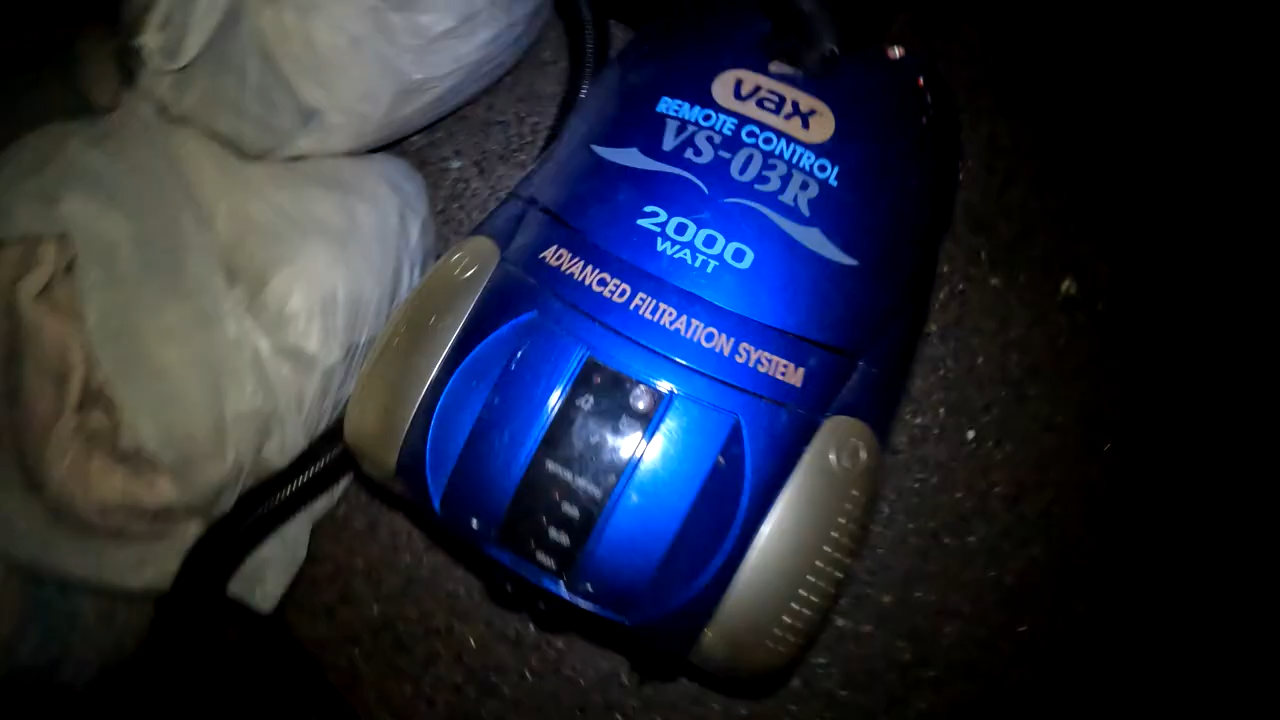 vax
REMOTE CONTROL
VS-03R
2000
WATT
ADVANCED FILTRATION SYSTEM